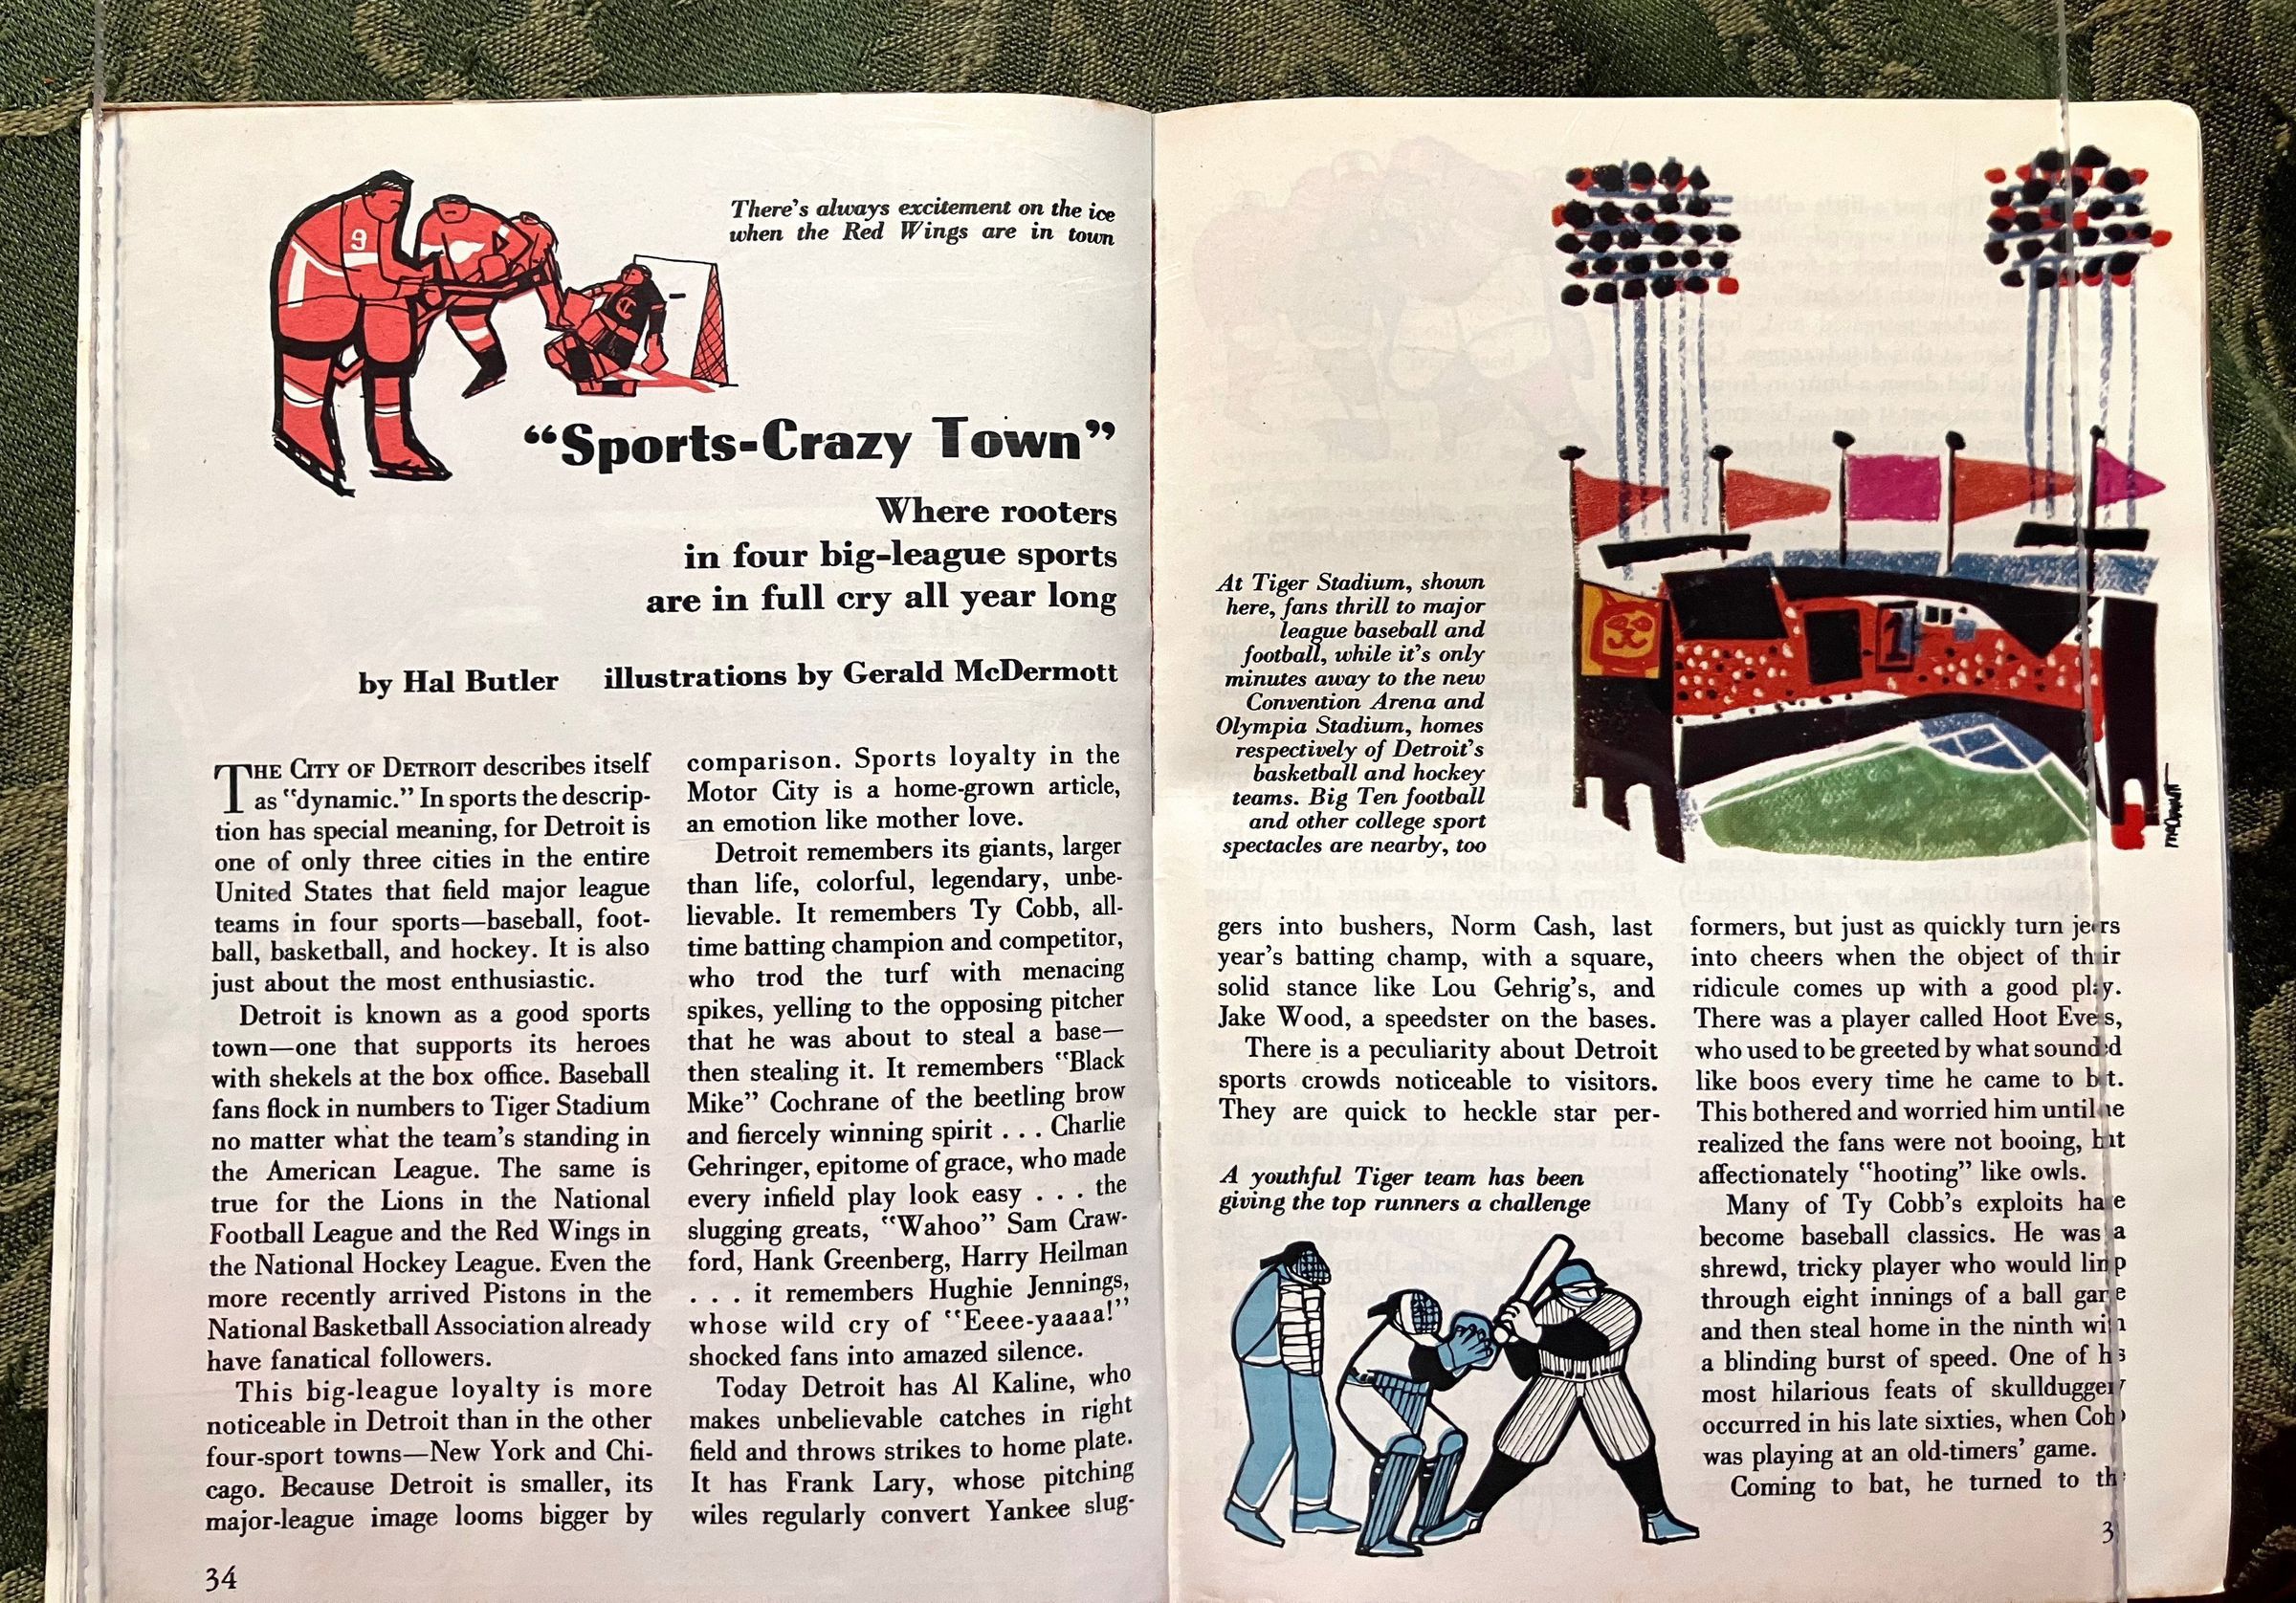 There's always excitement on the ice
when the Red Wings are in town
9
"Sports-Crazy Town"
Where rooters
in four big-league sports
are in full cry all year long
by Hal Butler illustrations by Gerald McDermott
THE CITY OF DETROIT describes itself
as "dynamic." In sports the descrip-
tion has special meaning, for Detroit is
one of only three cities in the entire
United States that field major league
teams in four sports—baseball, foot-
ball, basketball, and hockey. It is also
just about the most enthusiastic.
Detroit is known as a good sports
town—one that supports its heroes
with shekels at the box office. Baseball
fans flock in numbers to Tiger Stadium
no matter what the team's standing in
the American League. The same is
true for the Lions in the National
Football League and the Red Wings in
the National Hockey League. Even the
more recently arrived Pistons in the
National Basketball Association already
have fanatical followers.
This big-league loyalty is more
noticeable in Detroit than in the other
four-sport towns—New York and Chi-
cago. Because Detroit is smaller, its
major-league image looms bigger by
34
comparison. Sports loyalty in the
Motor City is a home-grown article,
an emotion like mother love.
Detroit remembers its giants, larger
than life, colorful, legendary, unbe-
lievable. It remembers Ty Cobb, all-
time batting champion and competitor,
who trod the turf with menacing
spikes, yelling to the opposing pitcher
that he was about to steal a base—
then stealing it. It remembers "Black
Mike" Cochrane of the beetling brow
and fiercely winning spirit . . . Charlie
Gehringer, epitome of grace, who made
every infield play look easy . . . the
slugging greats, "Wahoo" Sam Craw-
ford, Hank Greenberg, Harry Heilman
. . . it remembers Hughie Jennings,
whose wild cry of "Eeee-yaaaa!"
shocked fans into amazed silence.
Today Detroit has Al Kaline, who
makes unbelievable catches in right
field and throws strikes to home plate.
It has Frank Lary, whose pitching
wiles regularly convert Yankee slug-
At Tiger Stadium, shown
here, fans thrill to major
league baseball and
football, while it's only
minutes away to the new
Convention Arena and
Olympia Stadium, homes
respectively of Detroit's
basketball and hockey
teams. Big Ten football
and other college sport
spectacles are nearby, too
1
McDermott
gers into bushers, Norm Cash, last
year's batting champ, with a square,
solid stance like Lou Gehrig's, and
Jake Wood, a speedster on the bases.
There is a peculiarity about Detroit
sports crowds noticeable to visitors.
They are quick to heckle star per-
A youthful Tiger team has been
giving the top runners a challenge
formers, but just as quickly turn jeers
into cheers when the object of their
ridicule comes up with a good play.
There was a player called Hoot Evers,
who used to be greeted by what sounded
like boos every time he came to bat.
This bothered and worried him until he
realized the fans were not booing, but
affectionately "hooting" like owls.
Many of Ty Cobb's exploits have
become baseball classics. He was a
shrewd, tricky player who would limp
through eight innings of a ball game
and then steal home in the ninth with
a blinding burst of speed. One of his
most hilarious feats of skullduggery
occurred in his late sixties, when Cobb
was playing at an old-timers' game.
Coming to bat, he turned to the